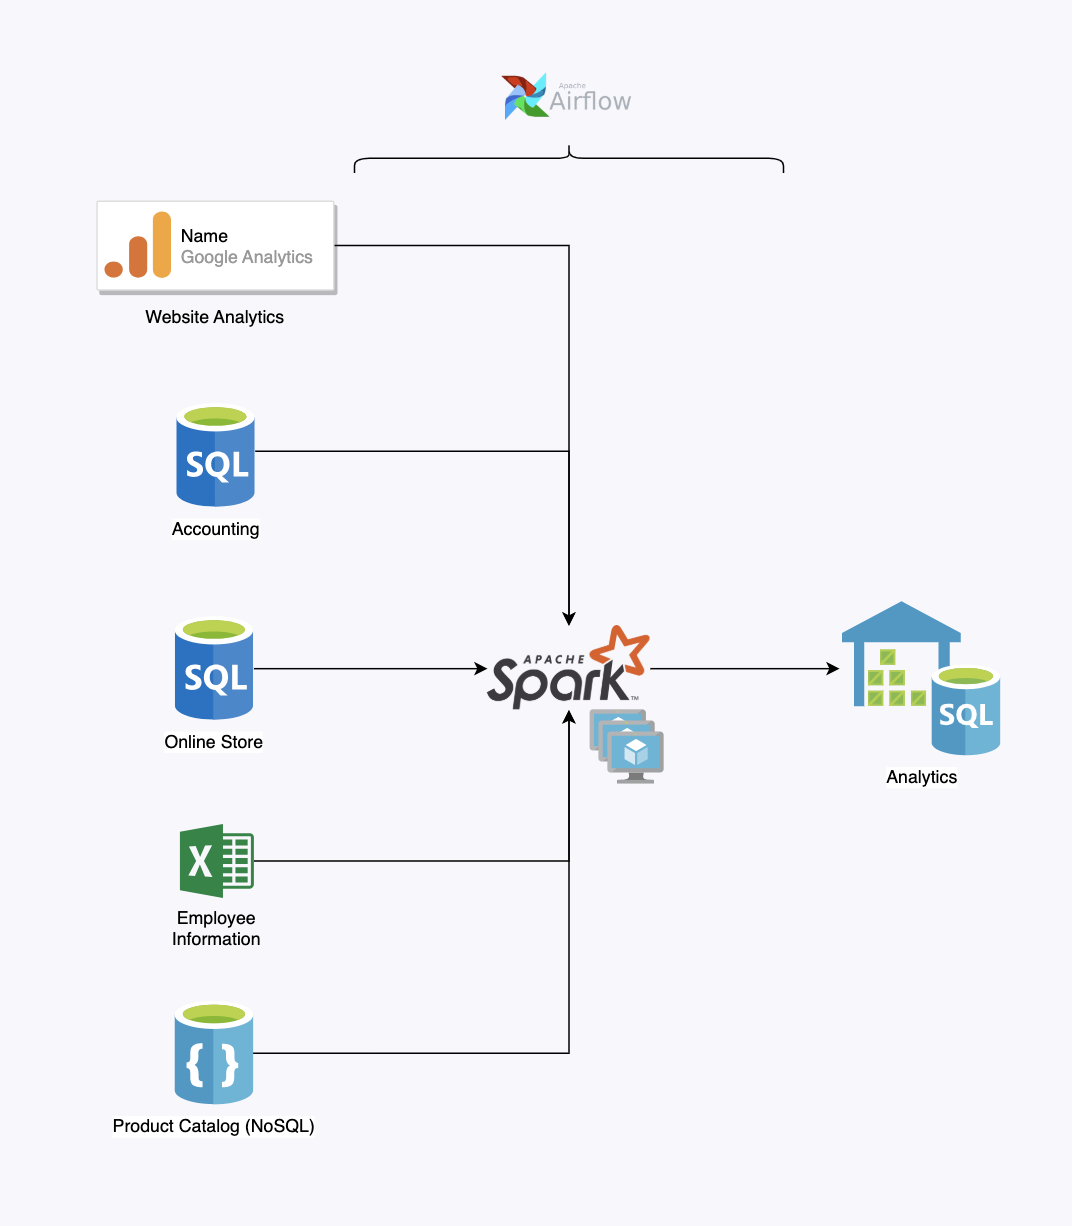 Apache
Airflow
Name
Google Analytics
Website Analytics
SQL
Accounting
SQL
Online Store
APACHE
Spark™
SQL
Analytics
X
Employee
Information
{ }
Product Catalog (NoSQL)